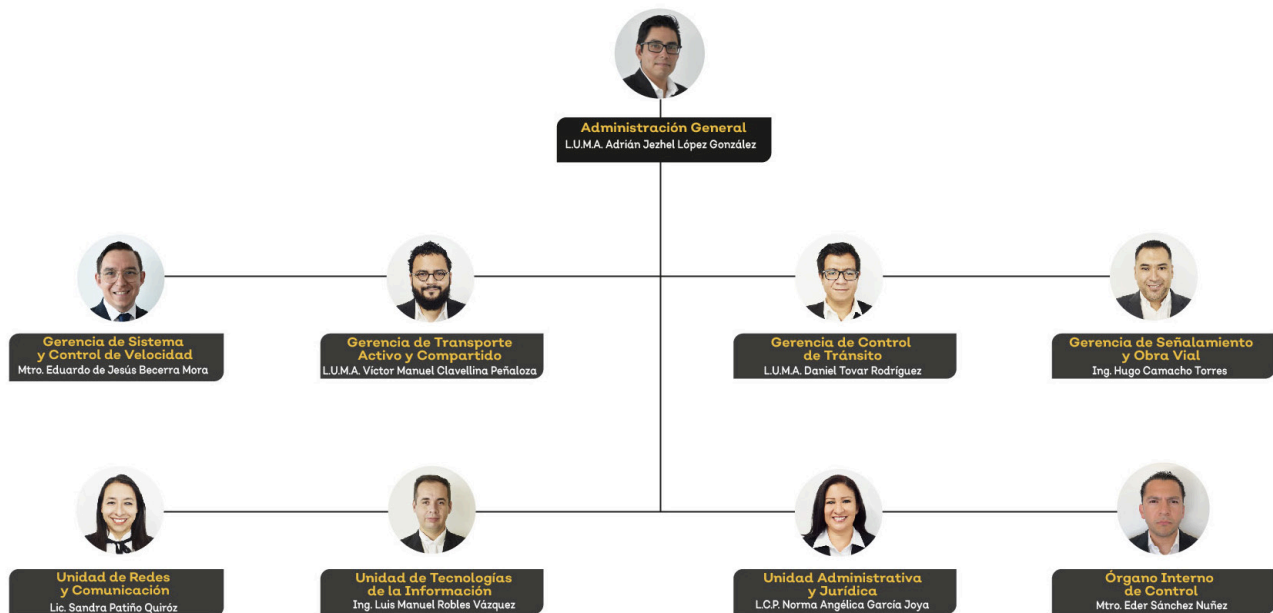 Administración General
L.U.M.A. Adrián Jezhel López González
Gerencia de Sistema
y Control de Velocidad
Mtro. Eduardo de Jesús Becerra Mora
Gerencia de Transporte
Activo y Compartido
L.U.M.A. Víctor Manuel Clavellina Peñaloza
Gerencia de Control
de Tránsito
L.U.M.A. Daniel Tovar Rodríguez
Gerencia de Señalamiento
y Obra Vial
Ing. Hugo Camacho Torres
Unidad de Redes
y Comunicación
Lic. Sandra Patiño Quiróz
Unidad de Tecnologías
de la Información
Ing. Luis Manuel Robles Vázquez
Unidad Administrativa
y Jurídica
L.C.P. Norma Angélica García Joya
Órgano Interno
de Control
Mtro. Eder Sánchez Nuñez